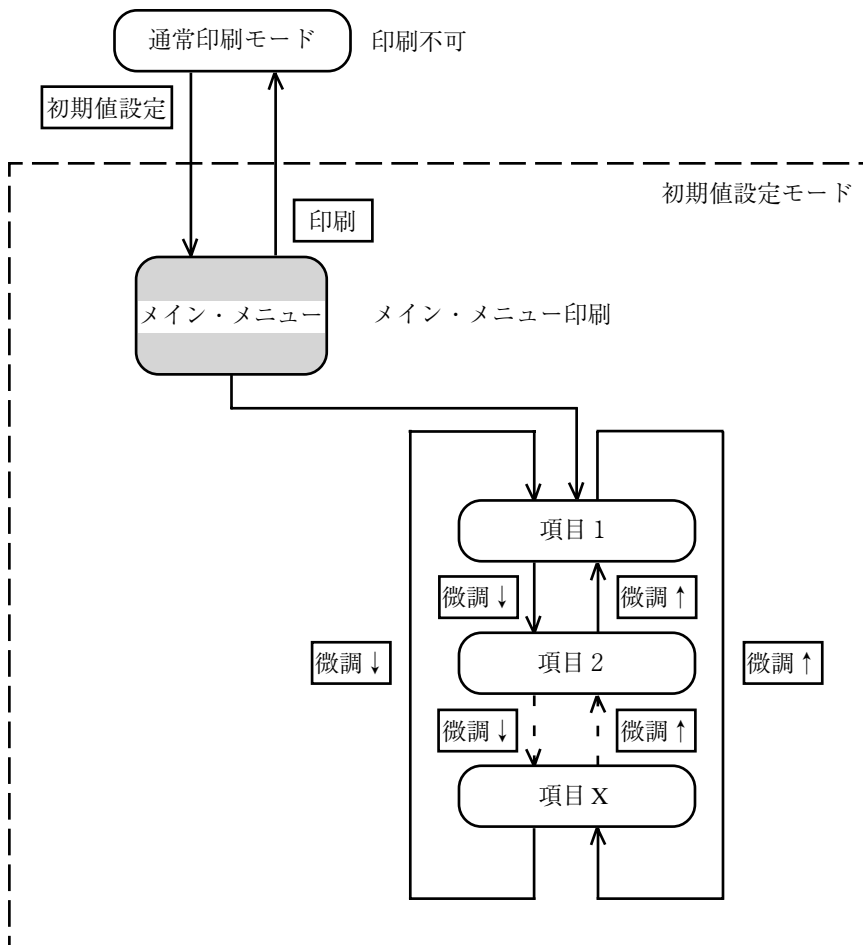 通常印刷モード 印刷不可
初期値設定
初期値設定モード
印刷
メイン・メニュー メイン・メニュー印刷
項目 1
微調↓ 微調↑
微調↓ 項目 2 微調↑
微調↓ 微調↑
項目 X